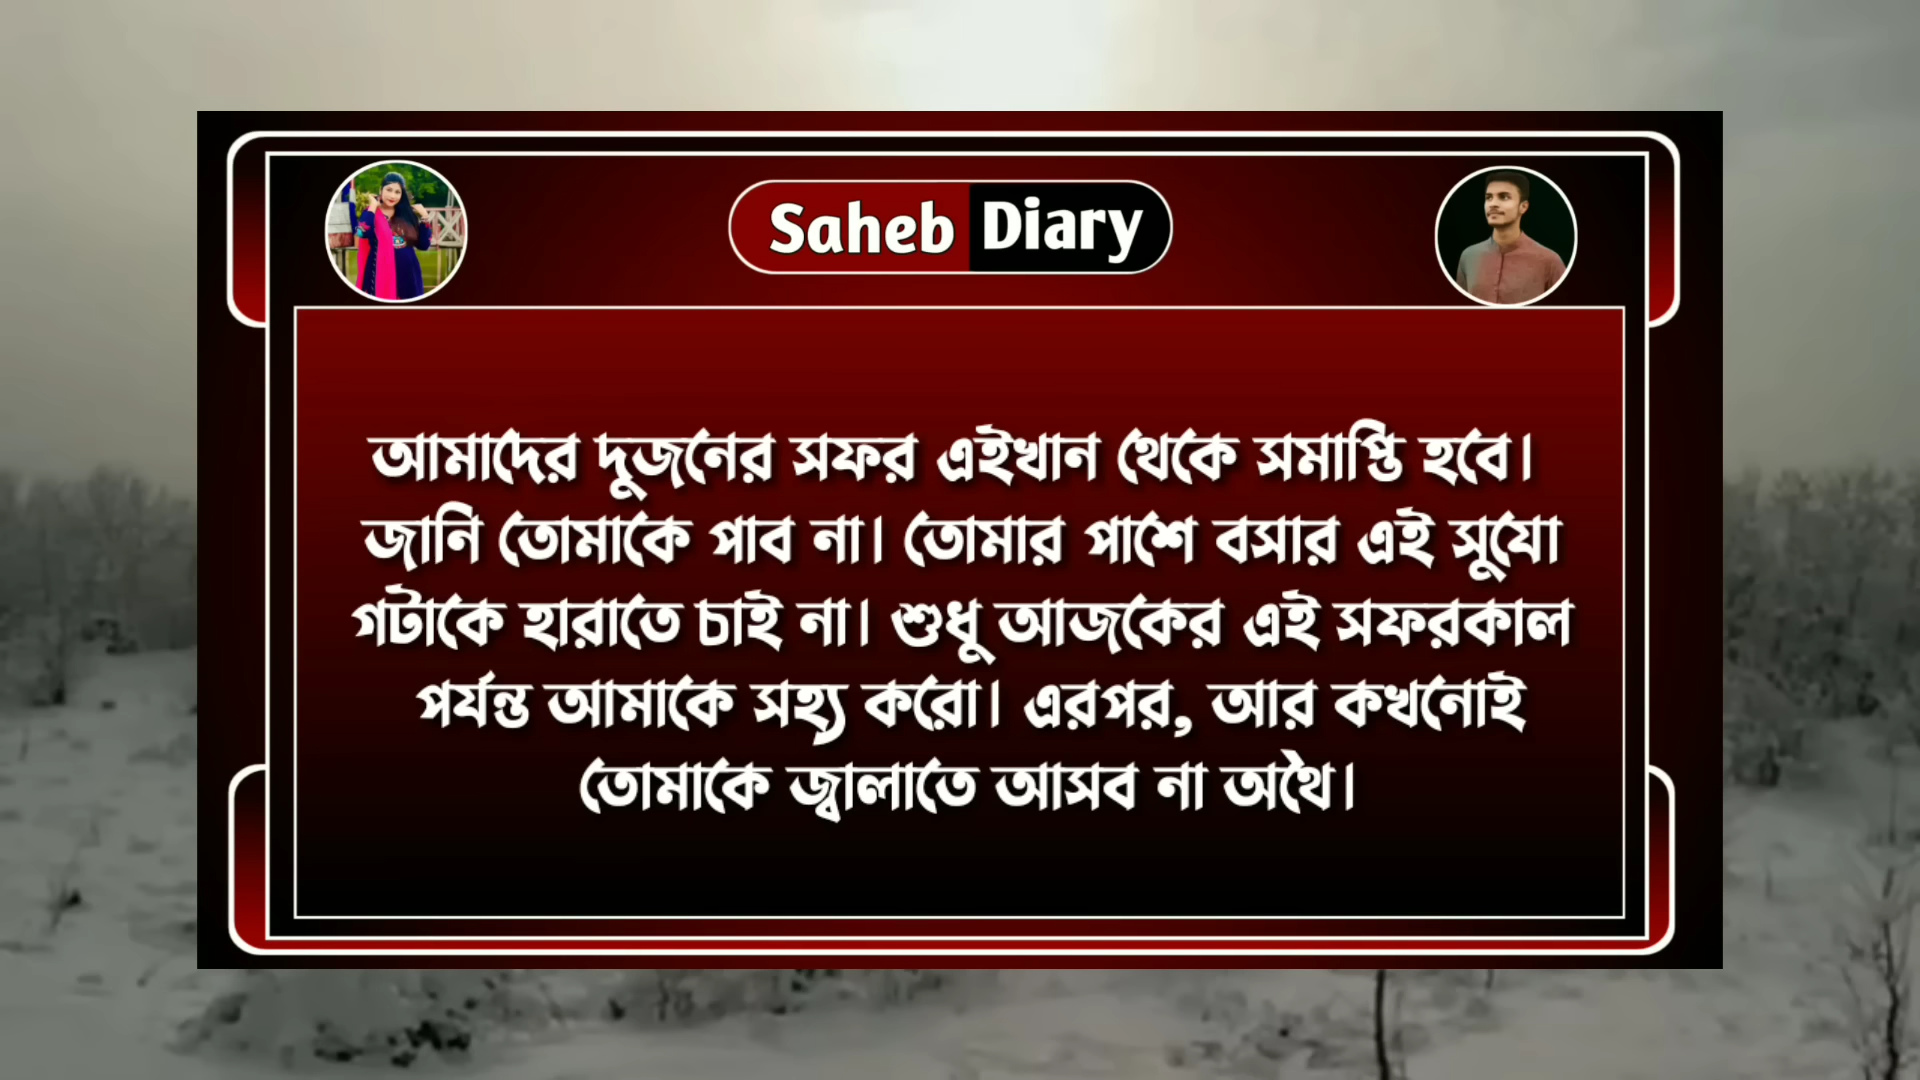 Saheb Diary
আমাদের দুজনের সফর এইখান থেকে সমাপ্তি হবে।
জানি তোমাকে পাব না। তোমার পাশে বসার এই সুযো
গটাকে হারাতে চাই না। শুধু আজকের এই সফরকাল
পর্যন্ত আমাকে সহ্য করো। এরপর, আর কখনোই
তোমাকে জ্বালাতে আসব না অথৈ।